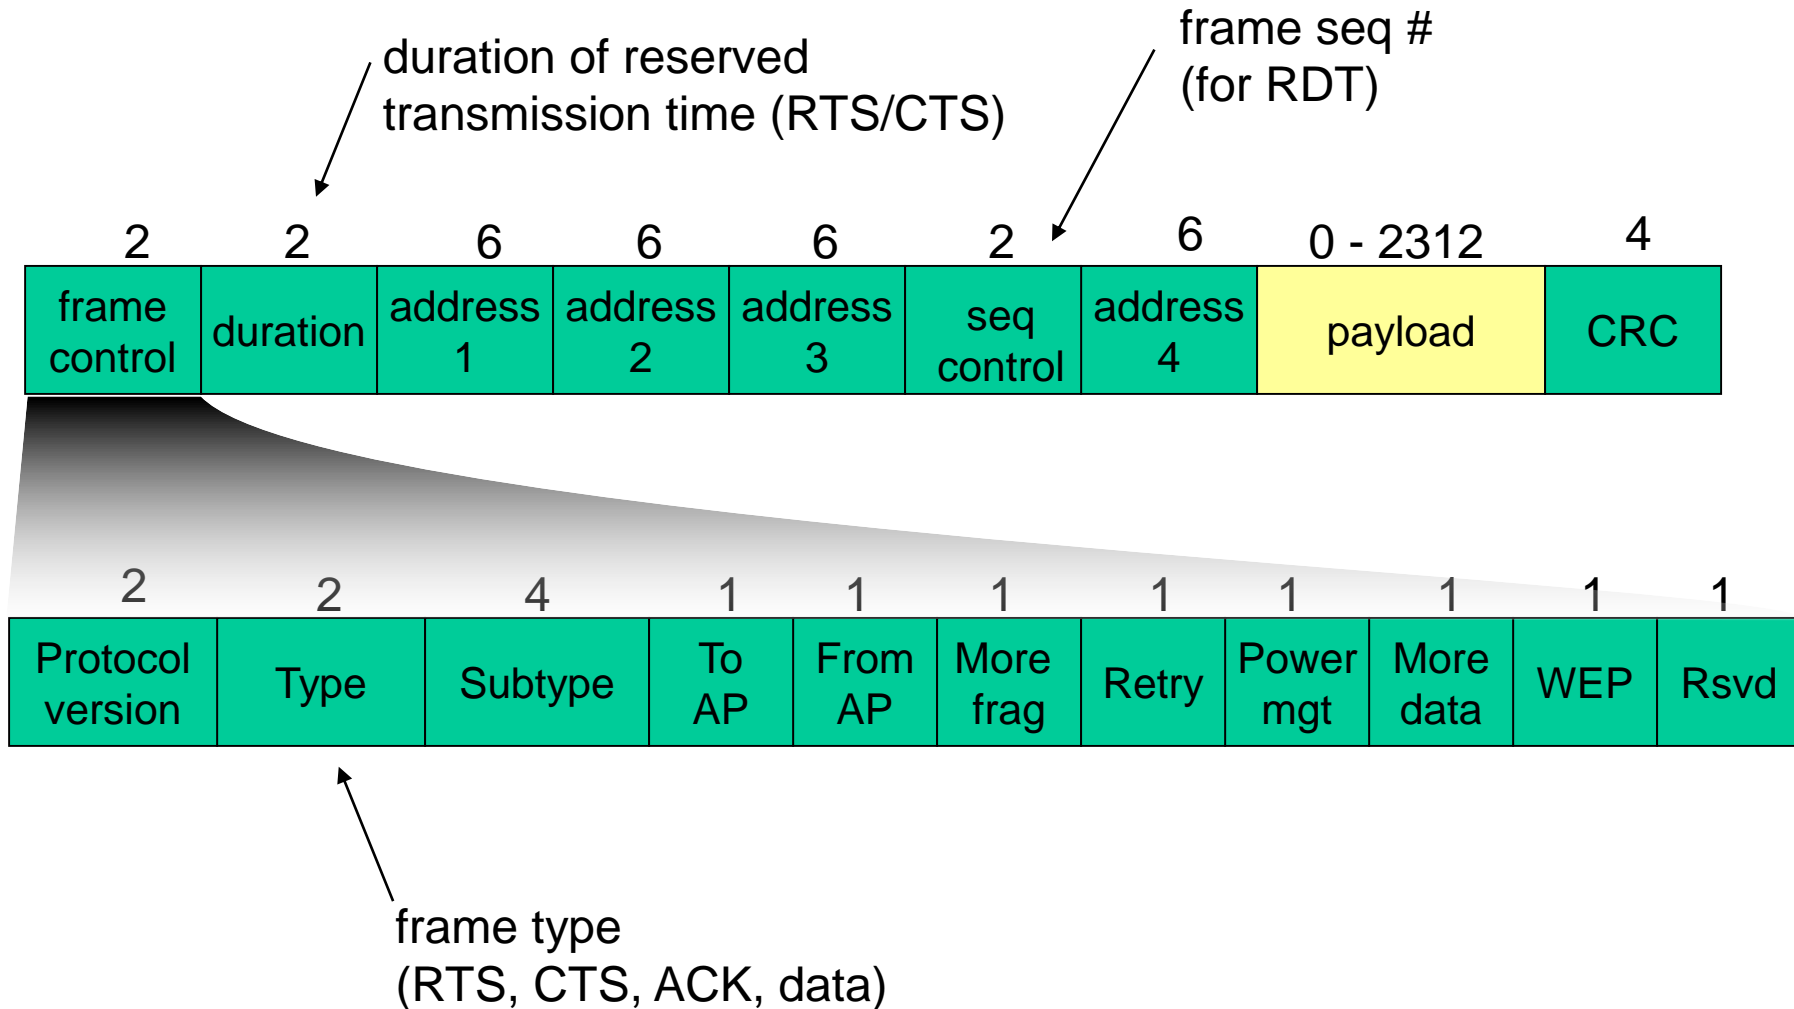 duration of reserved
transmission time (RTS/CTS)
frame seq #
(for RDT)
2 2 6 6 6 2 6 0 - 2312 4
frame control duration address 1 address 2 address 3 seq control address 4 payload CRC
2 2 4 1 1 1 1 1 1 1 1
Protocol version Type Subtype To AP From AP More frag Retry Power mgt More data WEP Rsvd
frame type
(RTS, CTS, ACK, data)